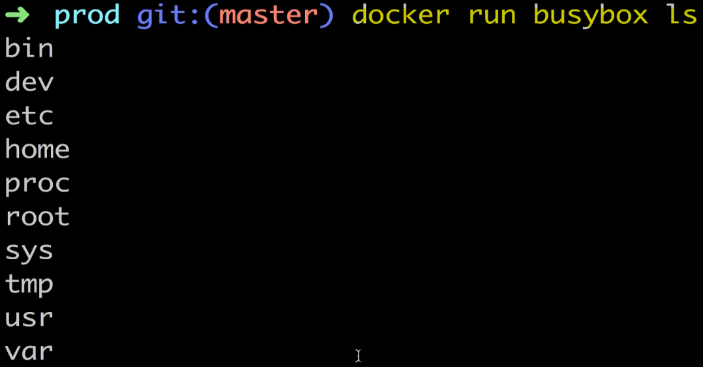 ➜ prod git:(master) docker run busybox ls
bin
dev
etc
home
proc
root
sys
tmp
usr
var